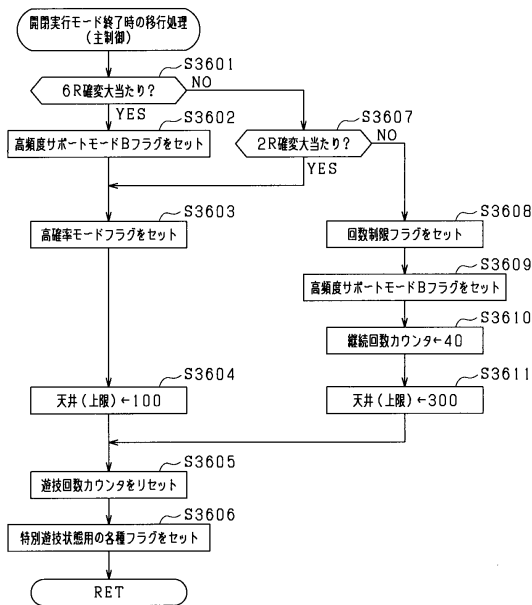 開閉実行モード終了時の移行処理
(主制御)
S3601
6R確変大当たり?
NO
YES
S3602
高頻度サポートモードBフラグをセット
S3607
2R確変大当たり?
NO
YES
S3603
高確率モードフラグをセット
S3608
回数制限フラグをセット
S3609
高頻度サポートモードBフラグをセット
S3610
継続回数カウンタ←40
S3604
天井(上限)←100
S3611
天井(上限)←300
S3605
遊技回数カウンタをリセット
S3606
特別遊技状態用の各種フラグをセット
RET